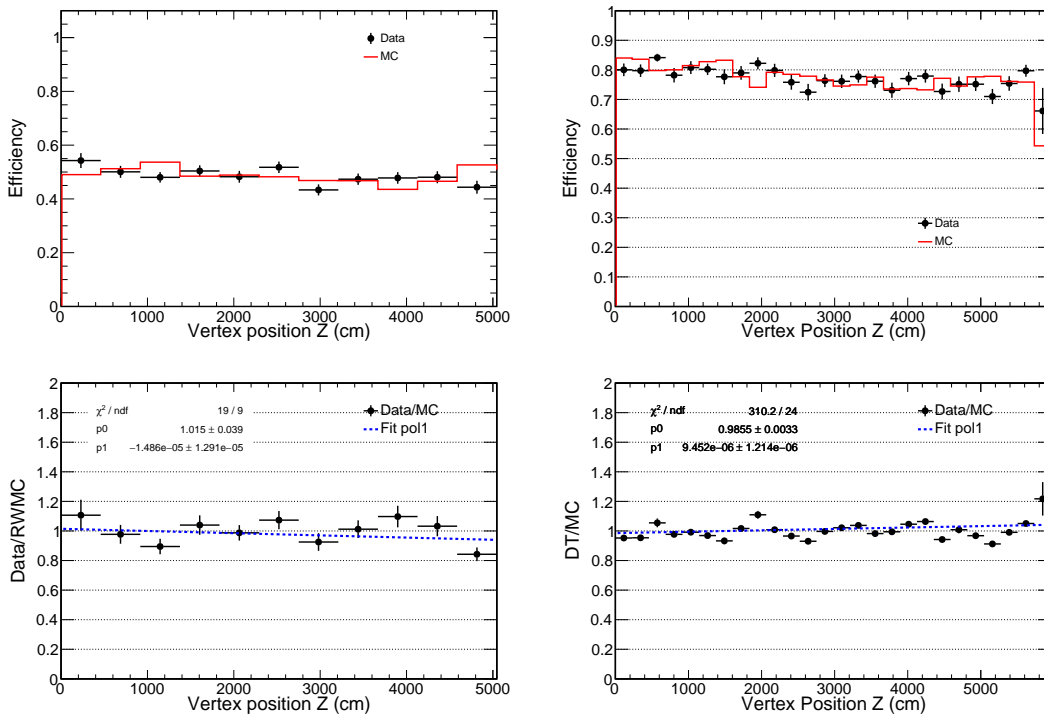 Efficiency
1
0.8
0.6
0.4
0.2
0
Data
MC
0 1000 2000 3000 4000 5000
Vertex position Z (cm)
Efficiency
1
0.9
0.8
0.7
0.6
0.5
0.4
0.3
0.2
0.1
0
Data
MC
0 1000 2000 3000 4000 5000
Vertex Position Z (cm)
Data/RWMC
2
1.8
1.6
1.4
1.2
1
0.8
0.6
0.4
0.2
0
χ² / ndf 19 / 9
p0 1.015 ± 0.039
p1 −1.486e−05 ± 1.291e−05
Data/MC
Fit pol1
0 1000 2000 3000 4000 5000
Vertex position Z (cm)
DT/MC
2
1.8
1.6
1.4
1.2
1
0.8
0.6
0.4
0.2
0
χ² / ndf 310.2 / 24
p0 0.9855 ± 0.0033
p1 9.452e−06 ± 1.214e−06
Data/MC
Fit pol1
0 1000 2000 3000 4000 5000
Vertex Position Z (cm)